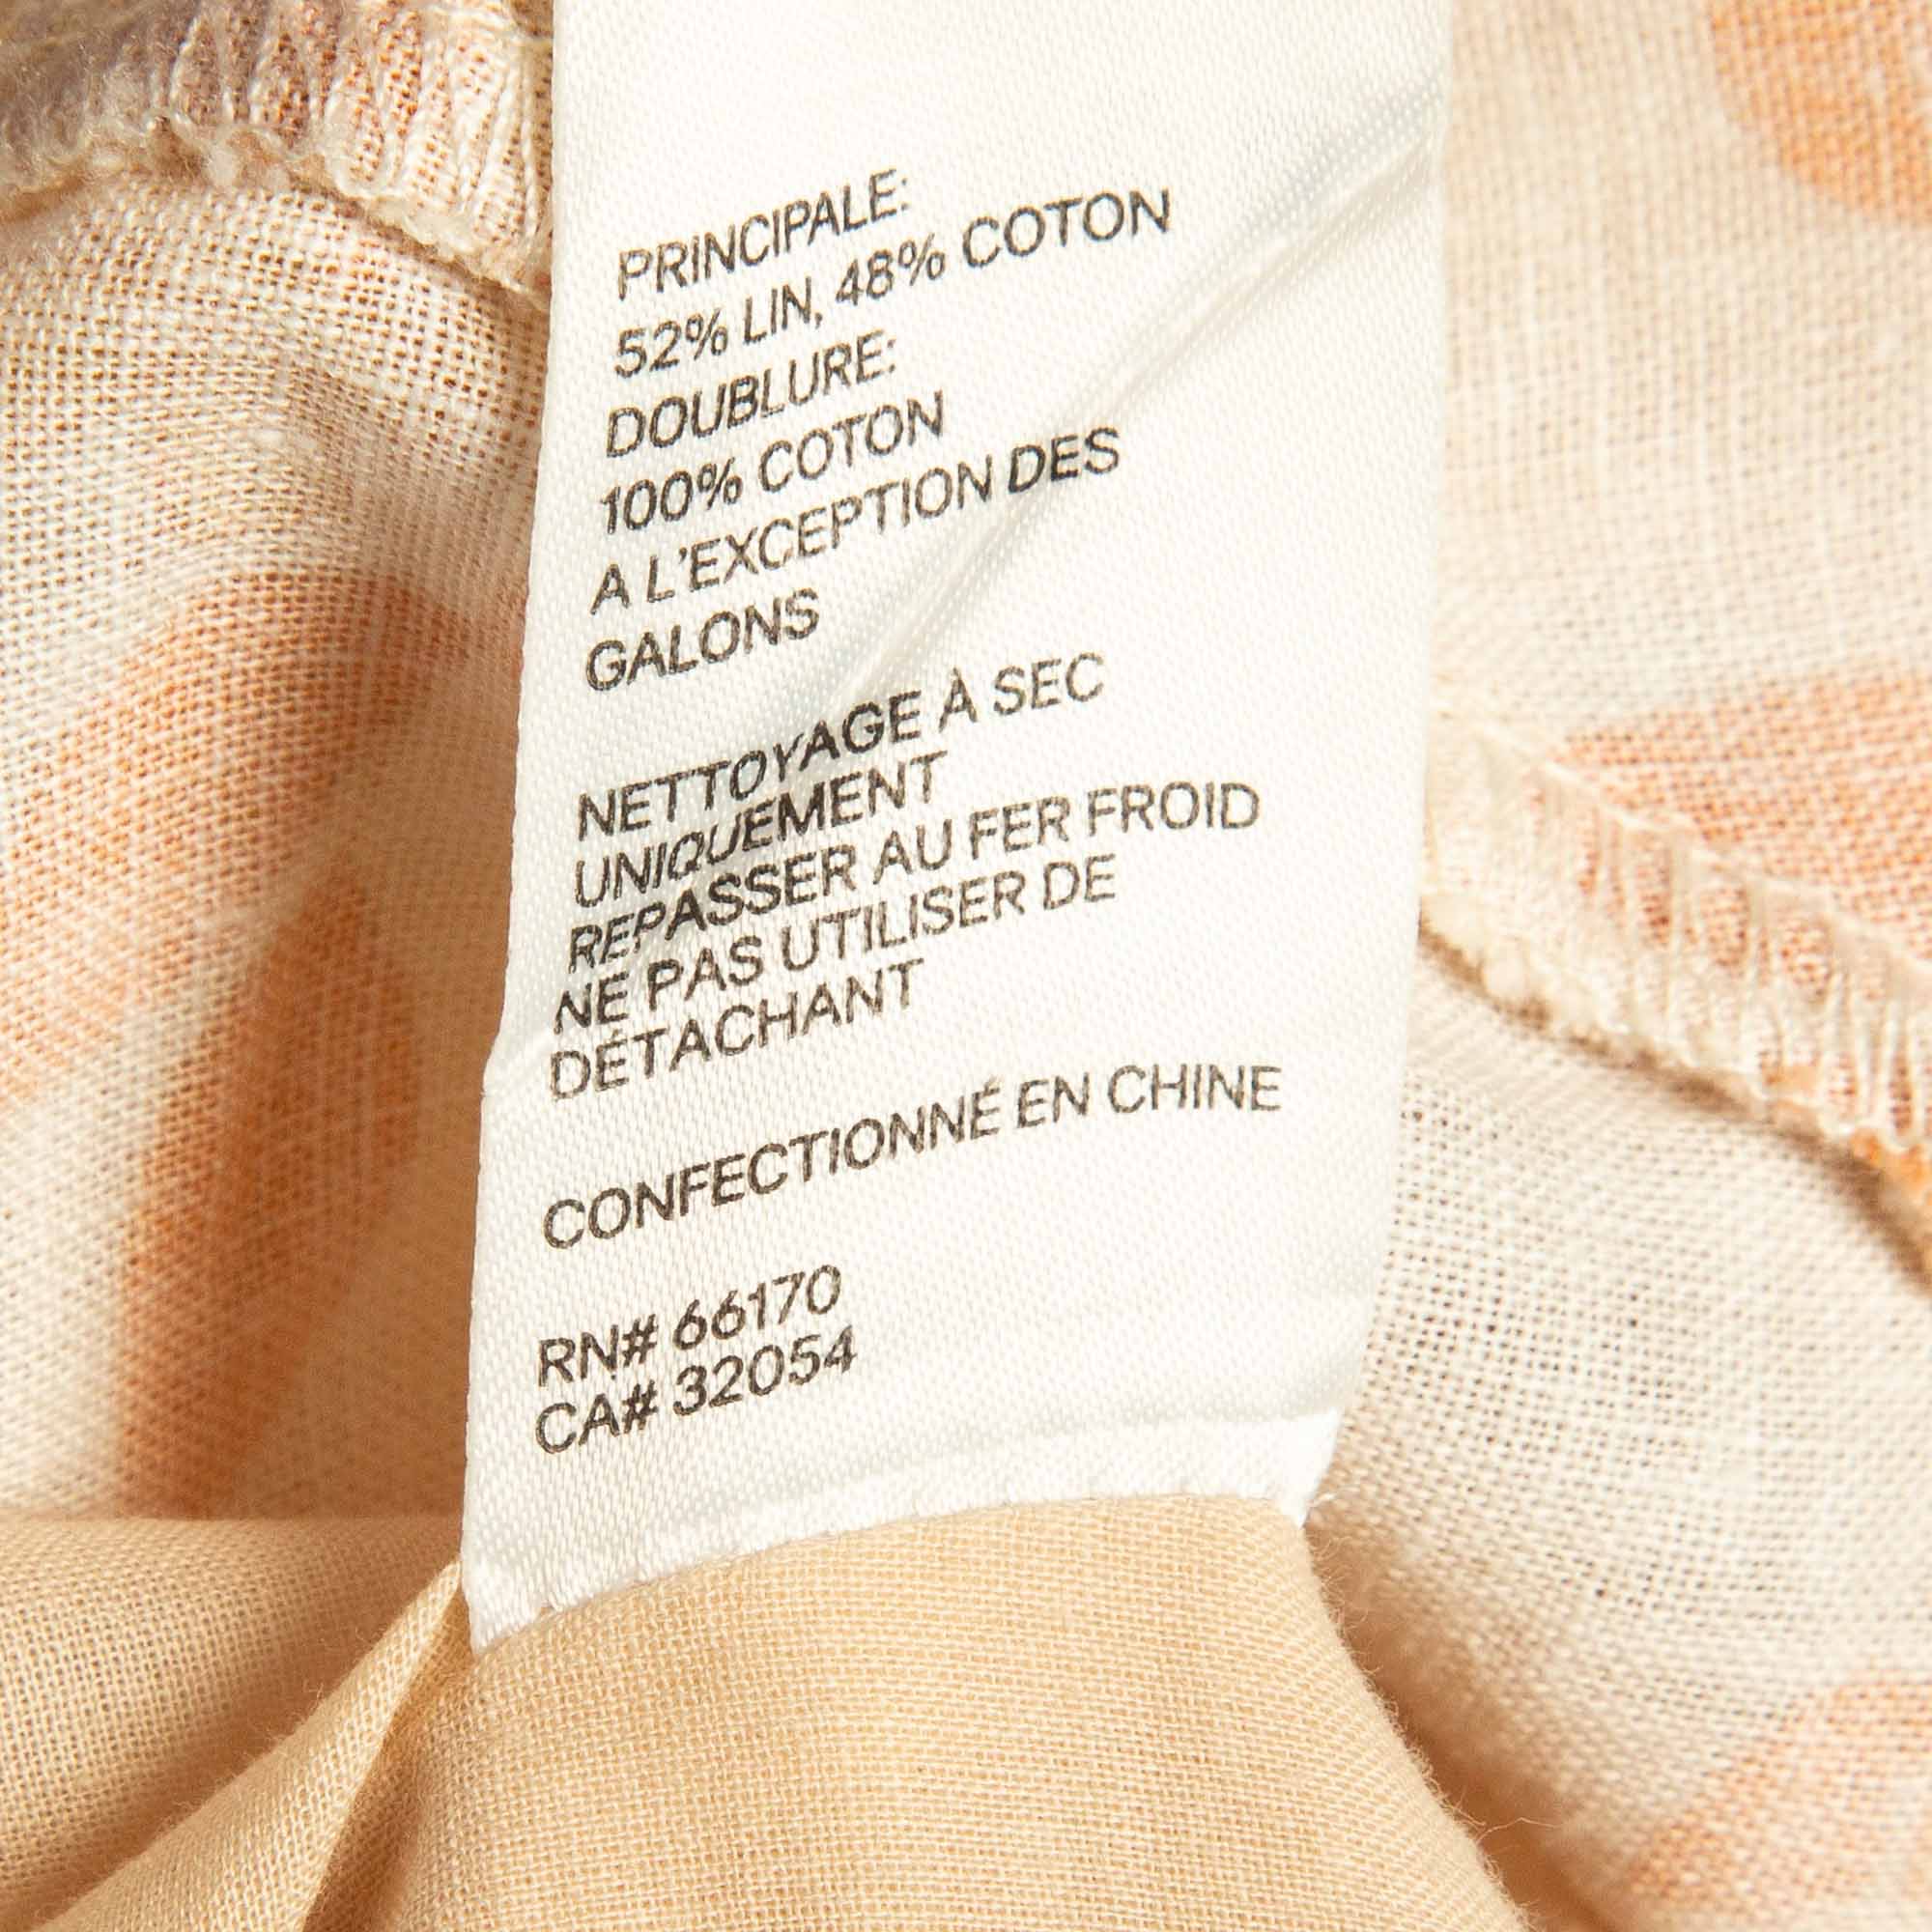 PRINCIPALE:
52% LIN, 48% COTON
DOUBLURE:
100% COTON
A L'EXCEPTION DES
GALONS
NETTOYAGE À SEC
UNIQUEMENT
REPASSER AU FER FROID
NE PAS UTILISER DE
DÉTACHANT
CONFECTIONNÉ EN CHINE
RN# 66170
CA# 32054